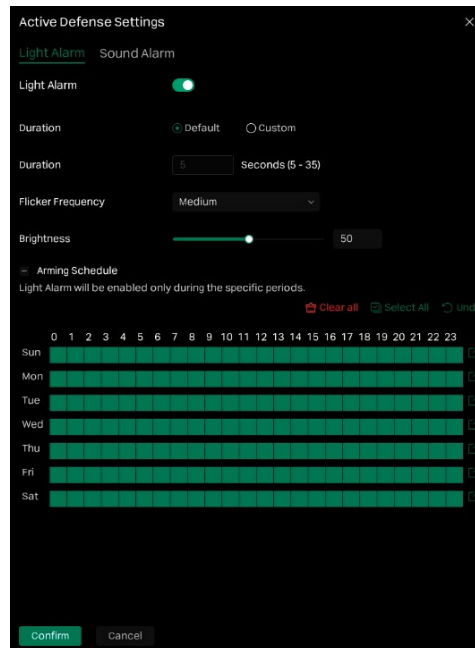 Active Defense Settings
Light Alarm Sound Alarm
Light Alarm
Duration Default Custom
Duration 5 Seconds (5 - 35)
Flicker Frequency Medium
Brightness 50
Arming Schedule
Light Alarm will be enabled only during the specific periods.
Clear all Select All Und
0 1 2 3 4 5 6 7 8 9 10 11 12 13 14 15 16 17 18 19 20 21 22 23
Sun
Mon
Tue
Wed
Thu
Fri
Sat
Confirm Cancel